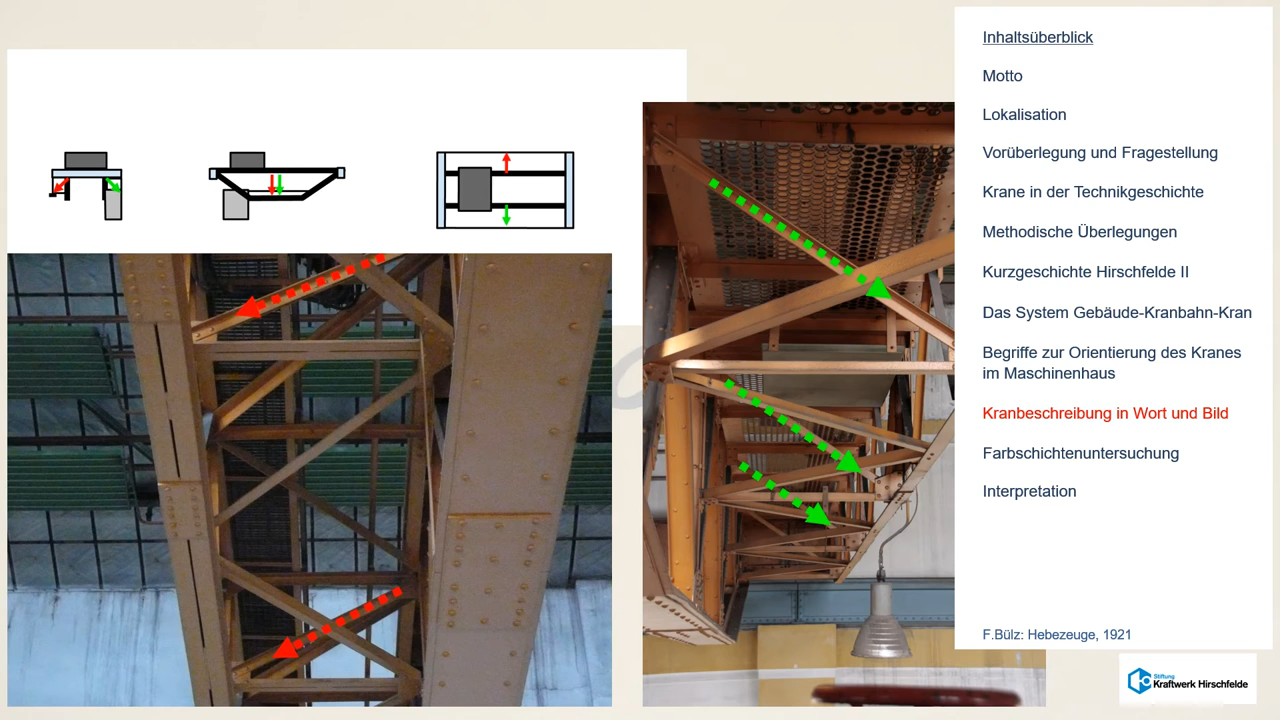 Inhaltsüberblick
Motto
Lokalisation
Vorüberlegung und Fragestellung
Krane in der Technikgeschichte
Methodische Überlegungen
Kurzgeschichte Hirschfelde II
Das System Gebäude-Kranbahn-Kran
Begriffe zur Orientierung des Kranes
im Maschinenhaus
Kranbeschreibung in Wort und Bild
Farbschichtenuntersuchung
Interpretation
F.Bülz: Hebezeuge, 1921
Stiftung
Kraftwerk Hirschfelde